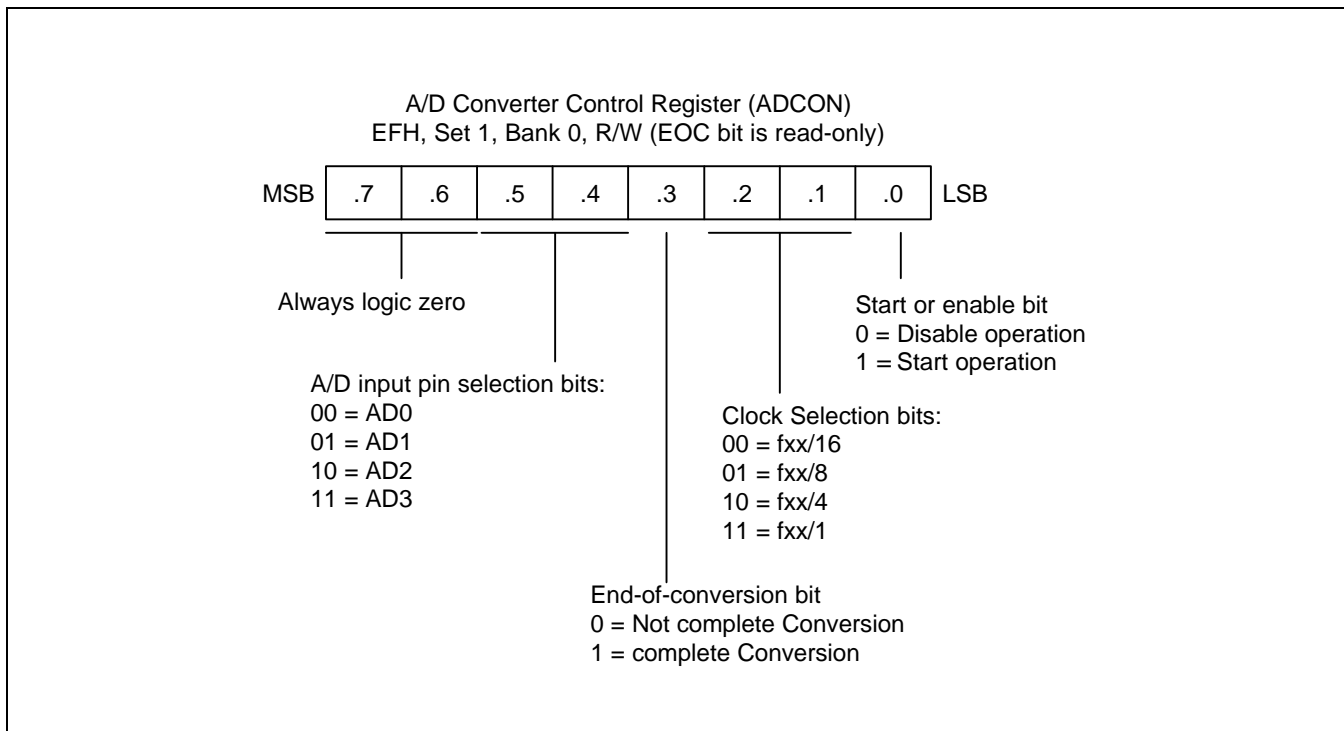 A/D Converter Control Register (ADCON)
EFH, Set 1, Bank 0, R/W (EOC bit is read-only)
MSB .7 .6 .5 .4 .3 .2 .1 .0 LSB
Always logic zero
A/D input pin selection bits:
00 = AD0
01 = AD1
10 = AD2
11 = AD3
End-of-conversion bit
0 = Not complete Conversion
1 = complete Conversion
Clock Selection bits:
00 = fxx/16
01 = fxx/8
10 = fxx/4
11 = fxx/1
Start or enable bit
0 = Disable operation
1 = Start operation